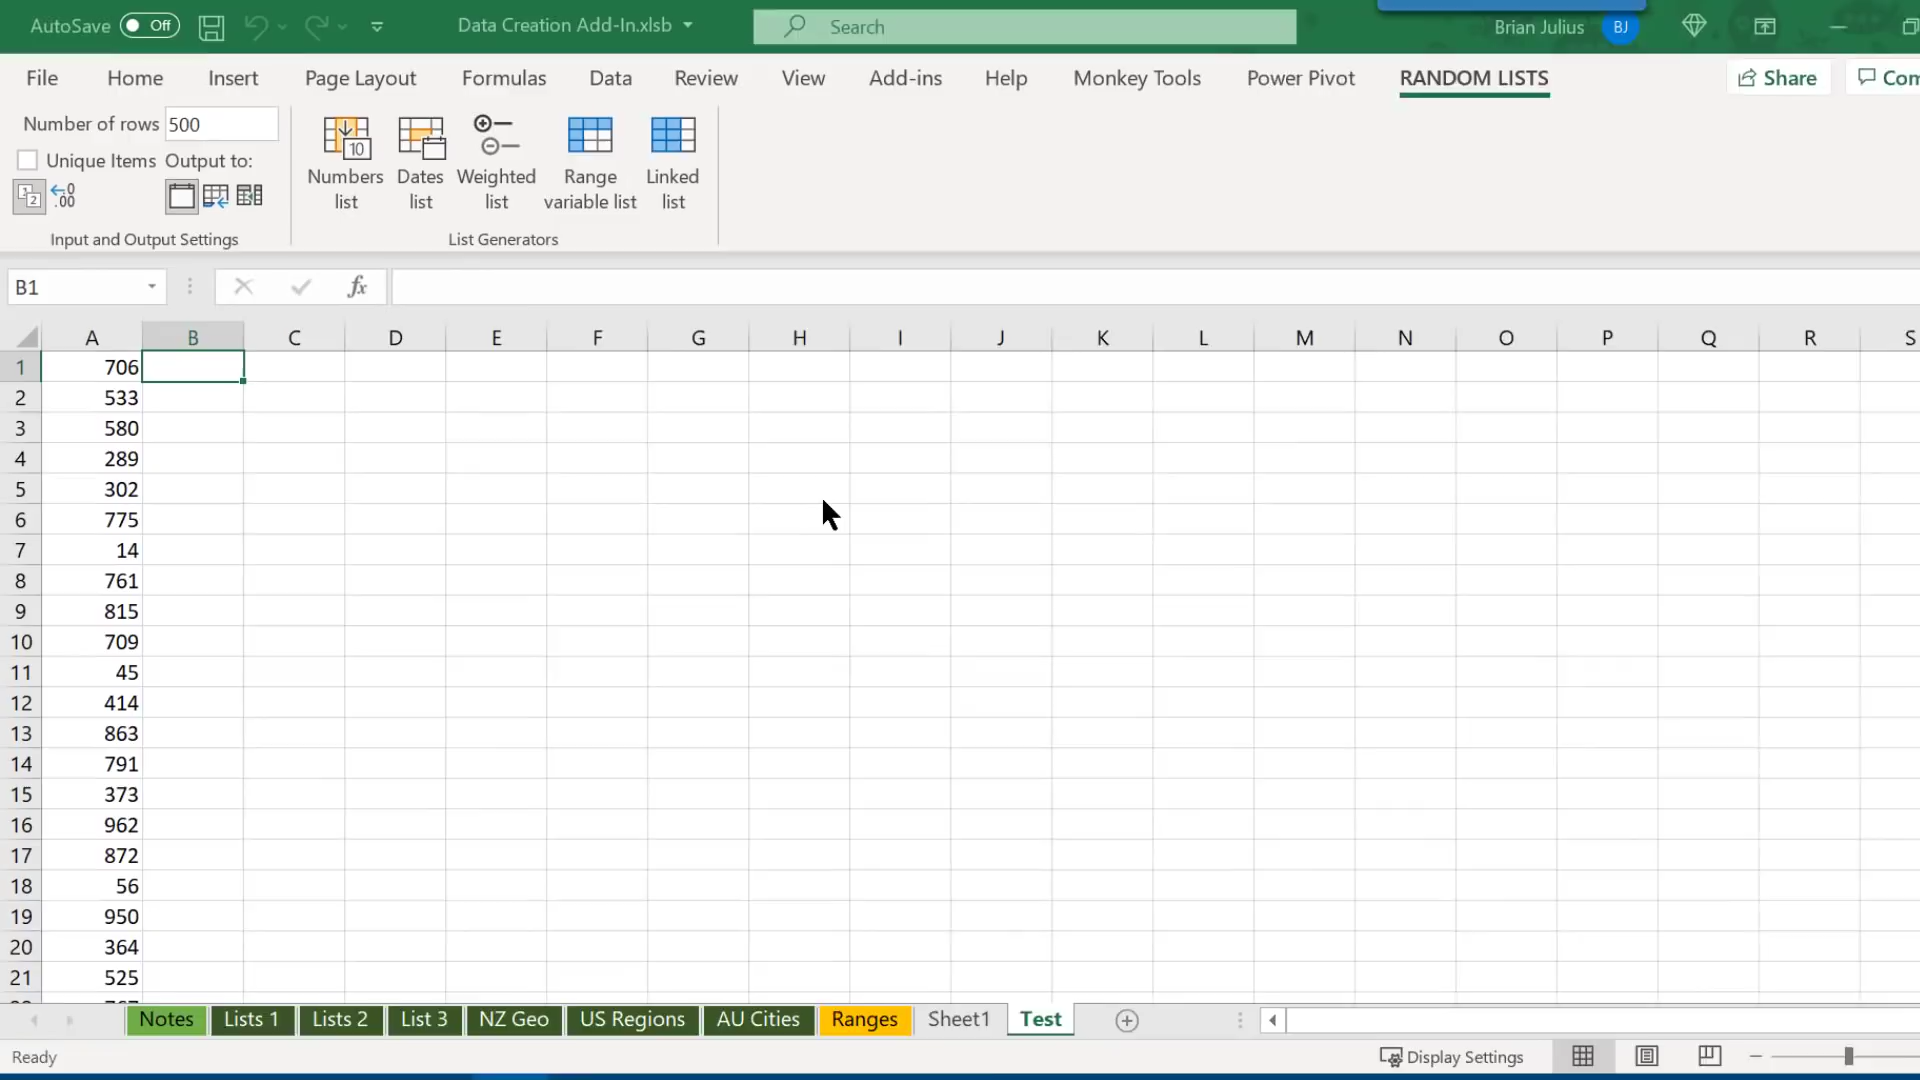 AutoSave Off Data Creation Add-In.xlsb Search Brian Julius BJ
File Home Insert Page Layout Formulas Data Review View Add-ins Help Monkey Tools Power Pivot RANDOM LISTS Share Com
Number of rows 500
Unique Items Output to:
Numbers list
Dates list
Weighted list
Range variable list
Linked list
Input and Output Settings List Generators
B1 fx
A B C D E F G H I J K L M N O P Q R S
1 706
2 533
3 580
4 289
5 302
6 775
7 14
8 761
9 815
10 709
11 45
12 414
13 863
14 791
15 373
16 962
17 872
18 56
19 950
20 364
21 525
Notes Lists 1 Lists 2 List 3 NZ Geo US Regions AU Cities Ranges Sheet1 Test
Ready Display Settings